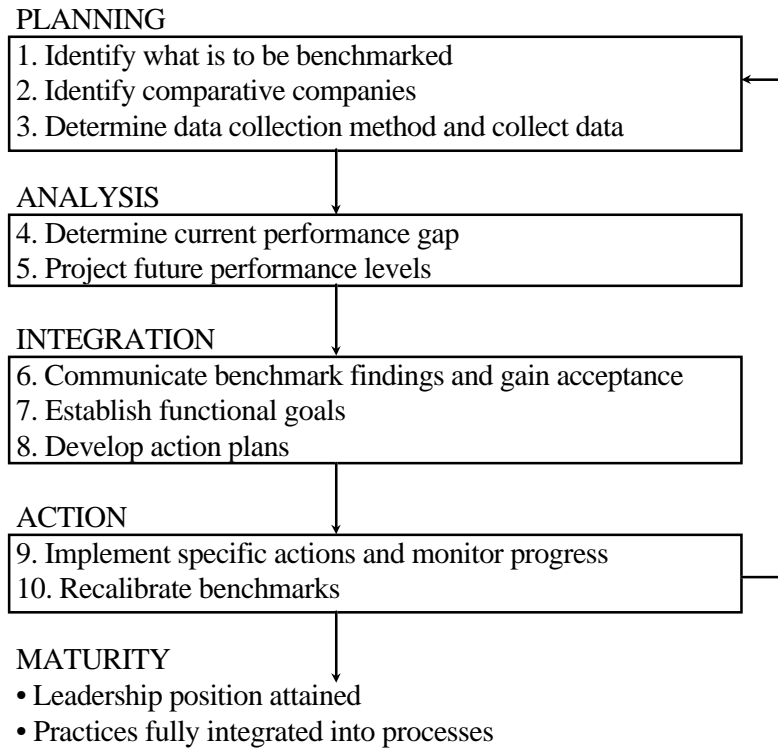 PLANNING
1. Identify what is to be benchmarked
2. Identify comparative companies
3. Determine data collection method and collect data
ANALYSIS
4. Determine current performance gap
5. Project future performance levels
INTEGRATION
6. Communicate benchmark findings and gain acceptance
7. Establish functional goals
8. Develop action plans
ACTION
9. Implement specific actions and monitor progress
10. Recalibrate benchmarks
MATURITY
• Leadership position attained
• Practices fully integrated into processes